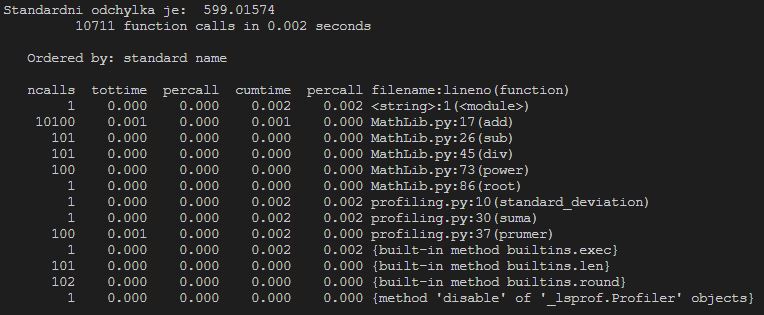 Standardni odchylka je:  599.01574
         10711 function calls in 0.002 seconds
   Ordered by: standard name
   ncalls  tottime  percall  cumtime  percall filename:lineno(function)
        1    0.000    0.000    0.002    0.002 <string>:1(<module>)
    10100    0.001    0.000    0.001    0.000 MathLib.py:17(add)
      101    0.000    0.000    0.000    0.000 MathLib.py:26(sub)
      101    0.000    0.000    0.000    0.000 MathLib.py:45(div)
      100    0.000    0.000    0.000    0.000 MathLib.py:73(power)
        1    0.000    0.000    0.000    0.000 MathLib.py:86(root)
        1    0.000    0.000    0.002    0.002 profiling.py:10(standard_deviation)
        1    0.000    0.000    0.002    0.002 profiling.py:30(suma)
      100    0.001    0.000    0.002    0.000 profiling.py:37(prumer)
        1    0.000    0.000    0.002    0.002 {built-in method builtins.exec}
      101    0.000    0.000    0.000    0.000 {built-in method builtins.len}
      102    0.000    0.000    0.000    0.000 {built-in method builtins.round}
        1    0.000    0.000    0.000    0.000 {method 'disable' of '_lsprof.Profiler' objects}